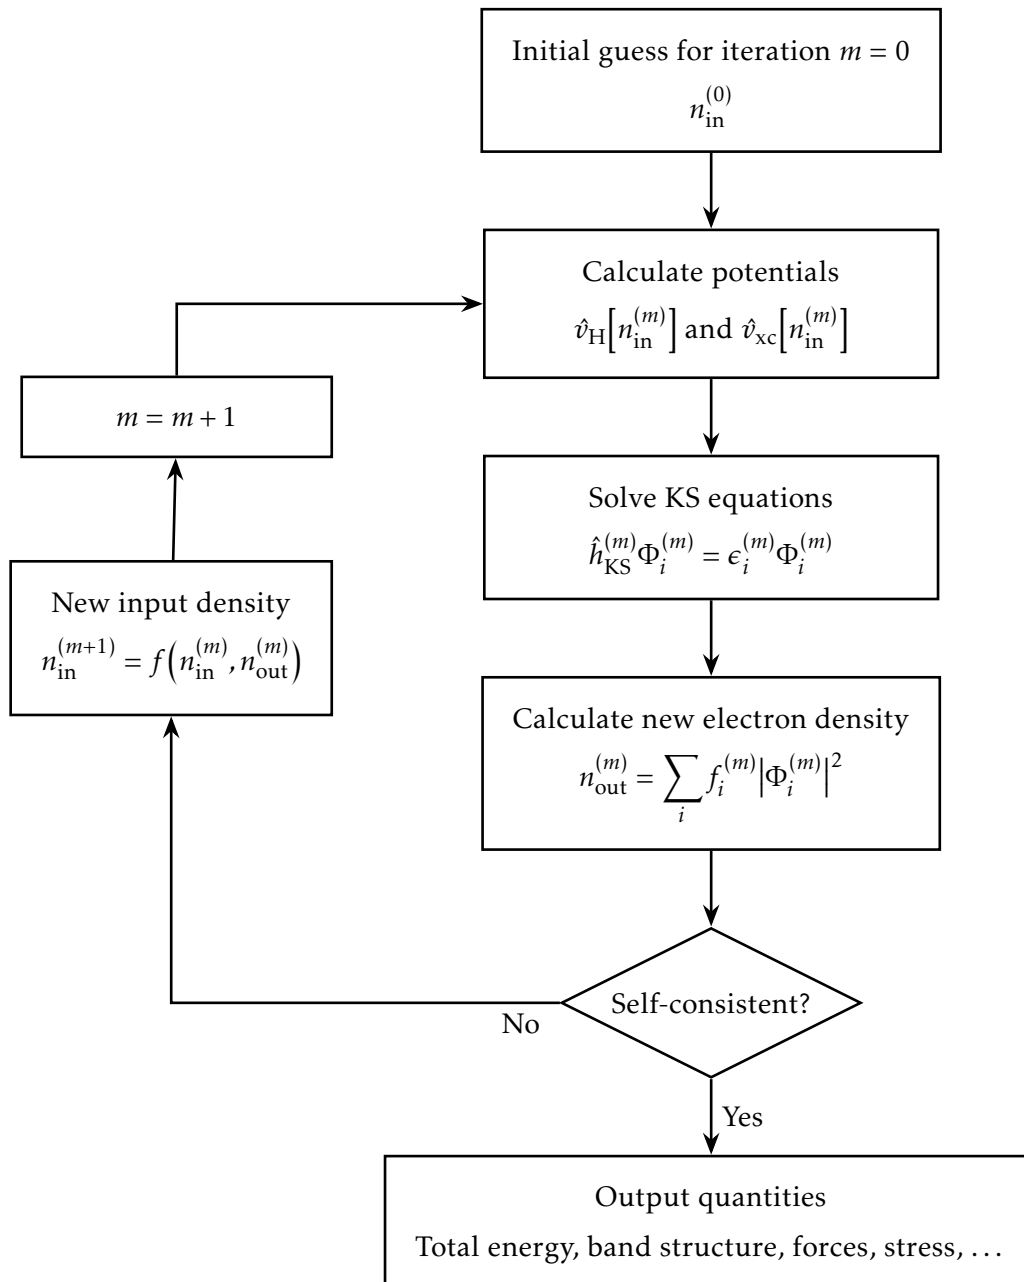 Initial guess for iteration m = 0
n_in^(0)
Calculate potentials
v̂_H[n_in^(m)] and v̂_xc[n_in^(m)]
m = m + 1
Solve KS equations
ĥ_KS^(m) Φ_i^(m) = ϵ_i^(m) Φ_i^(m)
New input density
n_in^(m+1) = f(n_in^(m), n_out^(m))
Calculate new electron density
n_out^(m) = ∑_i f_i^(m) |Φ_i^(m)|^2
Self-consistent?
No
Yes
Output quantities
Total energy, band structure, forces, stress, …